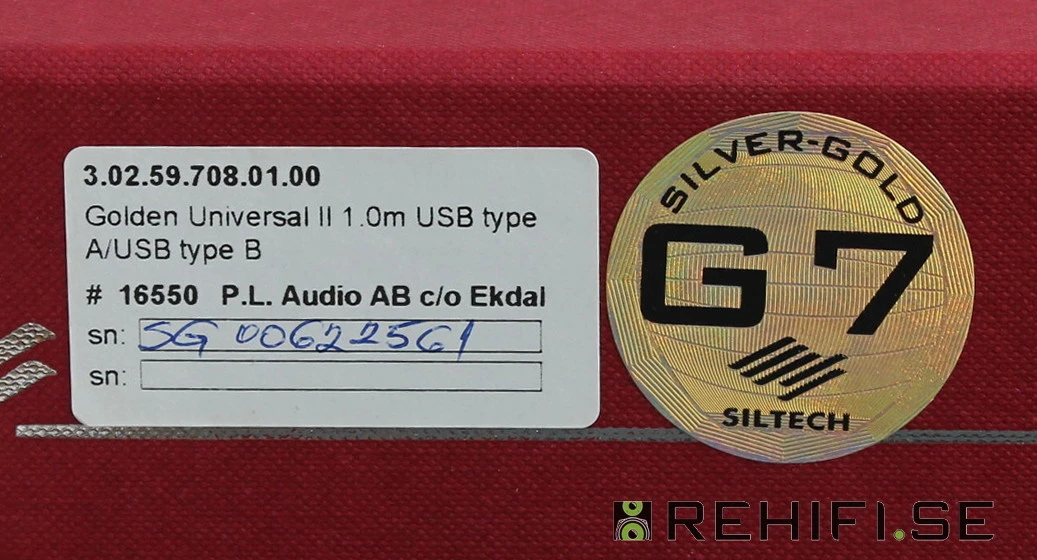 3.02.59.708.01.00
Golden Universal II 1.0m USB type
A/USB type B
# 16550 P.L. Audio AB c/o Ekdal
sn: SG 00622561
sn:
SILVER-GOLD
G7
SILTECH
REHIFI.SE